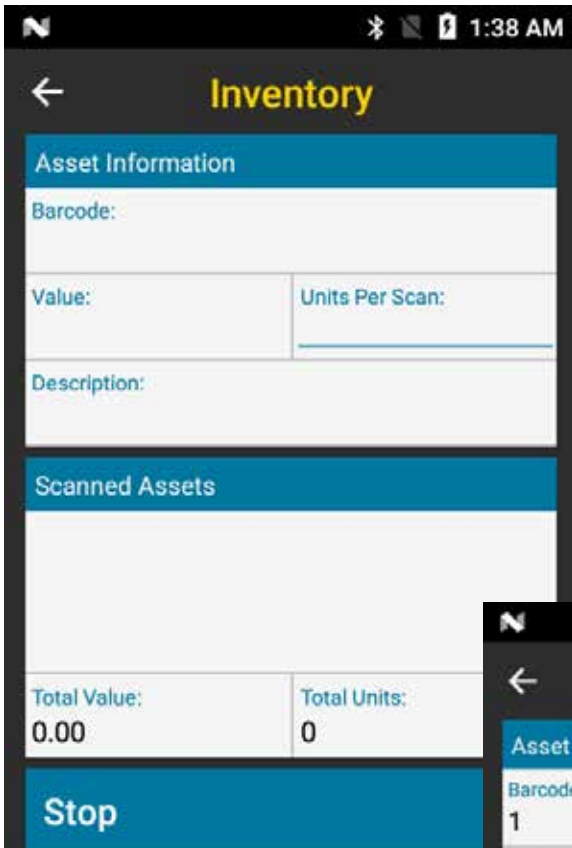 1:38 AM
Inventory
Asset Information
Barcode:
Value: Units Per Scan:
Description:
Scanned Assets
Total Value: Total Units:
0.00 0
Stop
Asset
Barcode
1